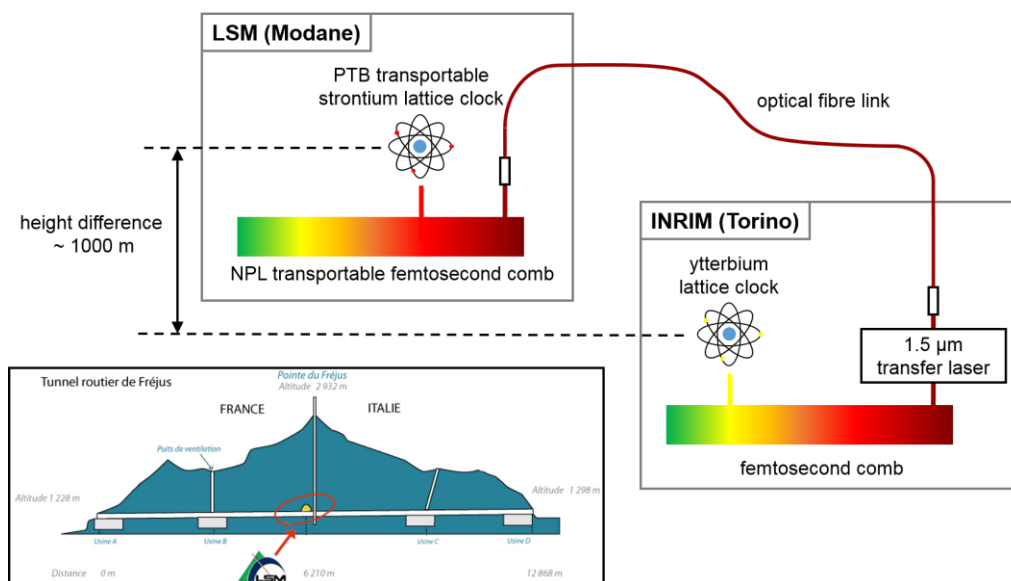 LSM (Modane)
PTB transportable
strontium lattice clock
optical fibre link
height difference
~ 1000 m
NPL transportable femtosecond comb
INRIM (Torino)
ytterbium
lattice clock
1.5 µm
transfer laser
femtosecond comb
Tunnel routier de Fréjus
Pointe du Fréjus
Altitude 2 932 m
FRANCE
ITALIE
Puits de ventilation
Altitude 1 228 m
Altitude 1 298 m
Usine A
Usine B
Usine C
Usine D
Distance
0 m
LSM
6 210 m
12 868 m